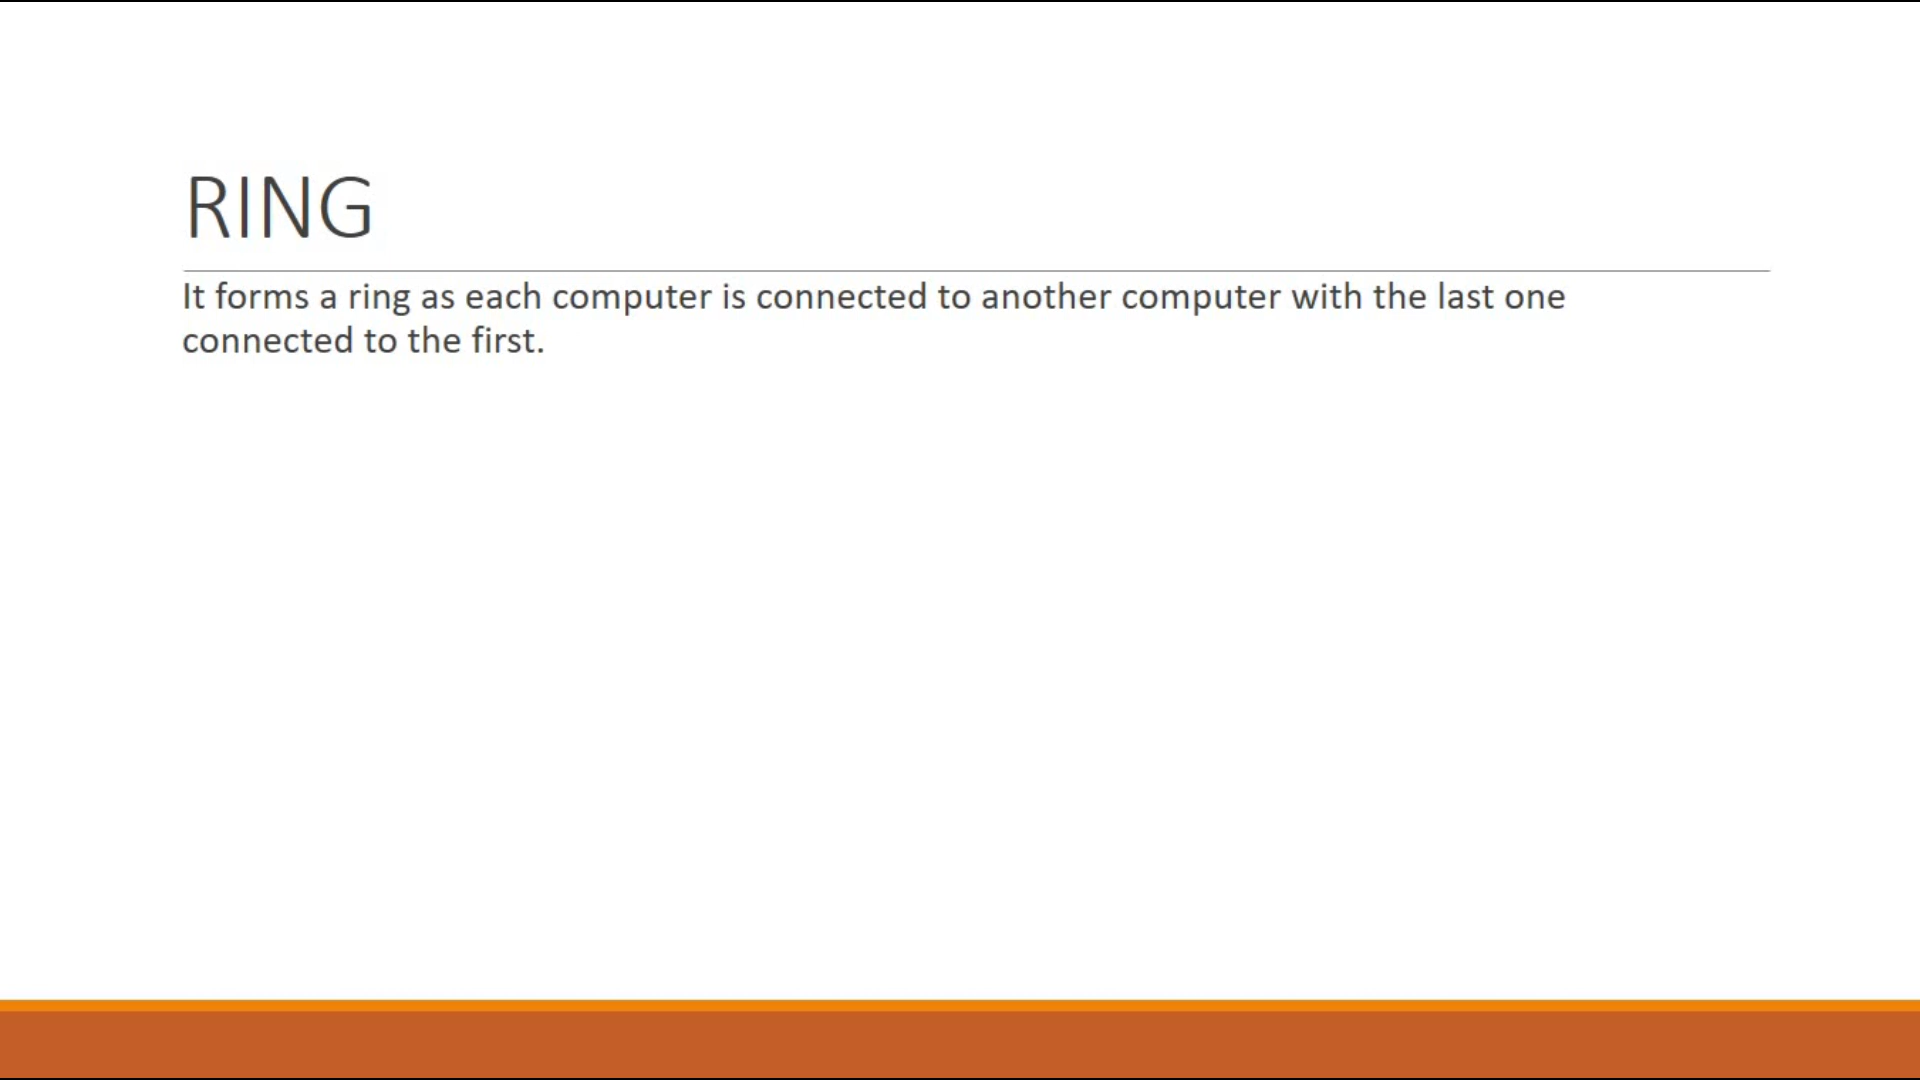 RING
It forms a ring as each computer is connected to another computer with the last one
connected to the first.